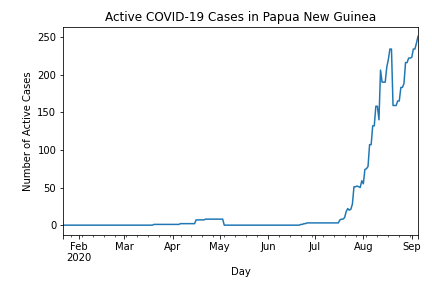 Active COVID-19 Cases in Papua New Guinea
Number of Active Cases
250
200
150
100
50
0
Feb
2020
Mar
Apr
May
Jun
Jul
Aug
Sep
Day